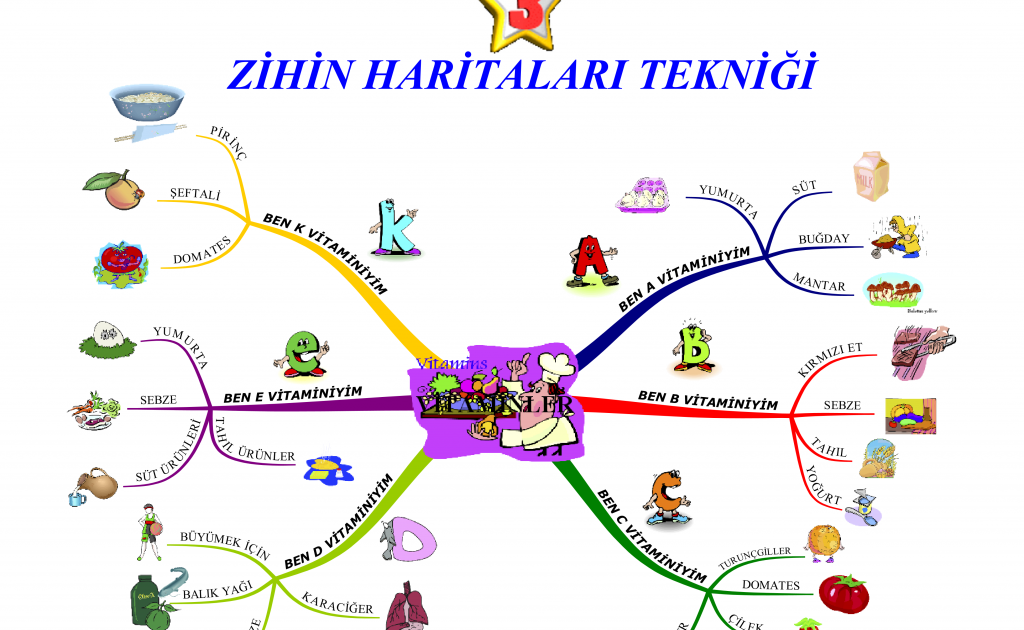 3
ZİHİN HARİTALARI TEKNİĞİ
PİRİNÇ
ŞEFTALİ
DOMATES
BEN K VİTAMİNİYİM
K
YUMURTA
SÜT
MILK
BUĞDAY
MANTAR
BEN A VİTAMİNİYİM
A
YUMURTA
SEBZE
SÜT ÜRÜNLERİ
TAHIL ÜRÜNLER
BEN E VİTAMİNİYİM
e
Vitamins
VİTAMİNLER
B
BEN B VİTAMİNİYİM
KIRMIZI ET
SEBZE
TAHIL
YOĞURT
BÜYÜMEK İÇİN
BALIK YAĞI
KARACİĞER
BEN D VİTAMİNİYİM
D
C
BEN C VİTAMİNİYİM
TURUNÇGİLLER
DOMATES
ÇİLEK